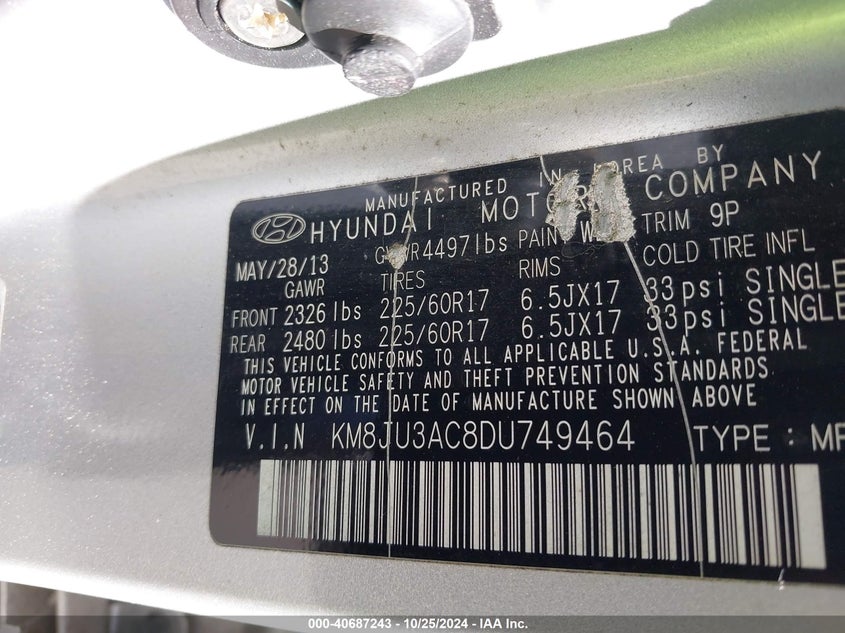 MANUFACTURED IN KOREA BY
HYUNDAI MOTOR COMPANY
MAY/28/13 GVWR4497lbs PAINT TRIM 9P
GAWR TIRES RIMS COLD TIRE INFL
FRONT 2326 lbs 225/60R17 6.5JX17 33psi SINGLE
REAR 2480 lbs 225/60R17 6.5JX17 33psi SINGLE
THIS VEHICLE CONFORMS TO ALL APPLICABLE U.S.A. FEDERAL
MOTOR VEHICLE SAFETY AND THEFT PREVENTION STANDARDS
IN EFFECT ON THE DATE OF MANUFACTURE SHOWN ABOVE
V.I.N KM8JU3AC8DU749464 TYPE : MP
000-40687243 - 10/25/2024 - IAA Inc.